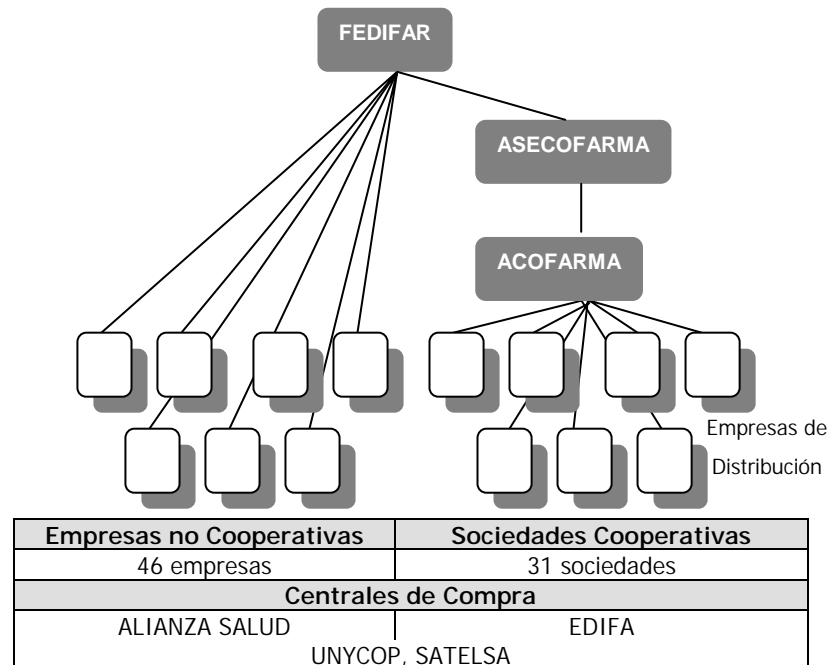 FEDIFAR
ASECOFARMA
ACOFARMA
Empresas de
Distribución
Empresas no Cooperativas Sociedades Cooperativas
46 empresas 31 sociedades
Centrales de Compra
ALIANZA SALUD EDIFA
UNYCOP, SATELSA